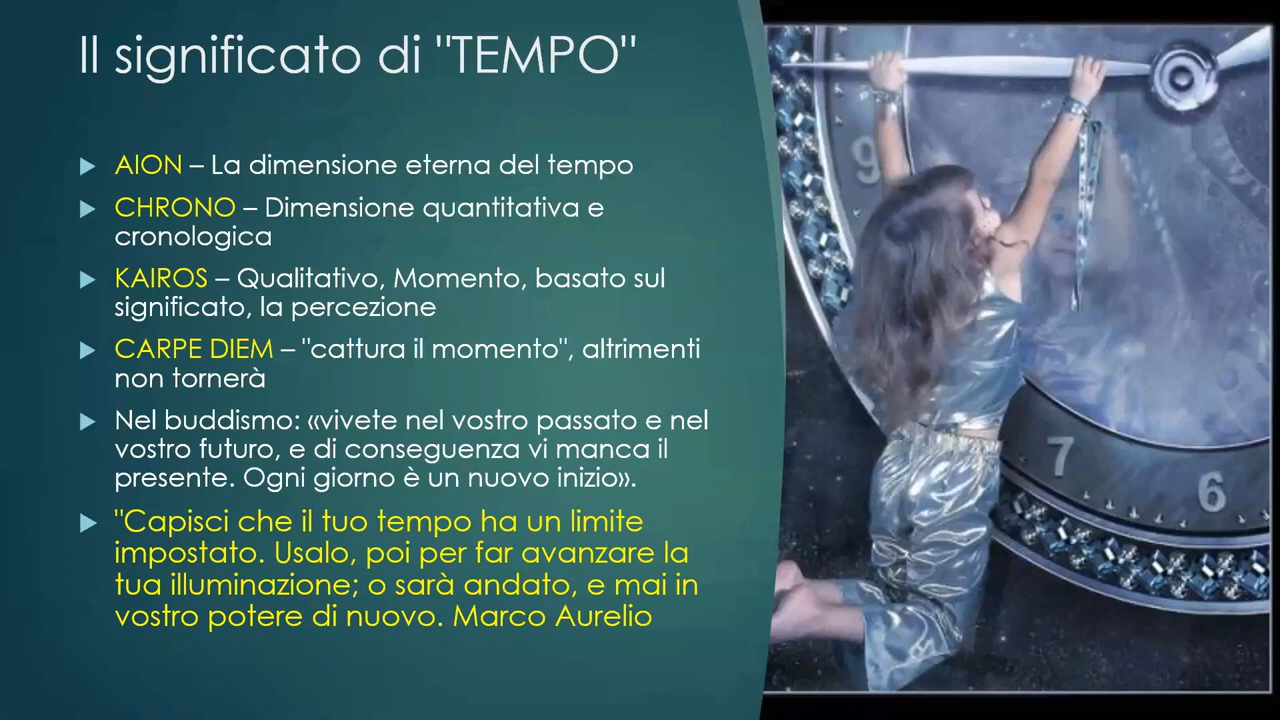 Il significato di "TEMPO"
AION – La dimensione eterna del tempo
CHRONO – Dimensione quantitativa e
cronologica
KAIROS – Qualitativo, Momento, basato sul
significato, la percezione
CARPE DIEM – "cattura il momento", altrimenti
non tornerà
Nel buddismo: «vivete nel vostro passato e nel
vostro futuro, e di conseguenza vi manca il
presente. Ogni giorno è un nuovo inizio».
"Capisci che il tuo tempo ha un limite
impostato. Usalo, poi per far avanzare la
tua illuminazione; o sarà andato, e mai in
vostro potere di nuovo. Marco Aurelio
9
7
6